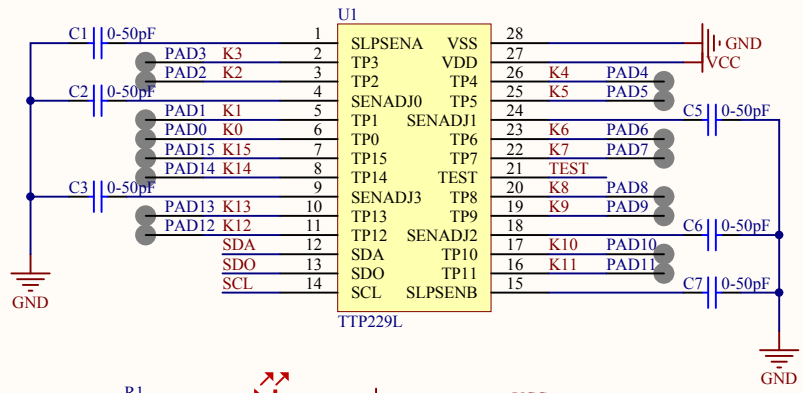 U1
C1 0-50pF 1 SLPSENA VSS 28 GND
PAD3 K3 2 TP3 VDD 27 VCC
PAD2 K2 3 TP2 TP4 26 K4 PAD4
C2 0-50pF 4 SENADJ0 TP5 25 K5 PAD5
PAD1 K1 5 TP1 SENADJ1 24 C5 0-50pF
PAD0 K0 6 TP0 TP6 23 K6 PAD6
PAD15 K15 7 TP15 TP7 22 K7 PAD7
PAD14 K14 8 TP14 TEST 21 TEST
C3 0-50pF 9 SENADJ3 TP8 20 K8 PAD8
PAD13 K13 10 TP13 TP9 19 K9 PAD9
PAD12 K12 11 TP12 SENADJ2 18 C6 0-50pF
SDA 12 SDA TP10 17 K10 PAD10
SDO 13 SDO TP11 16 K11 PAD11
SCL 14 SCL SLPSENB 15 C7 0-50pF
GND
TTP229L
GND
R1